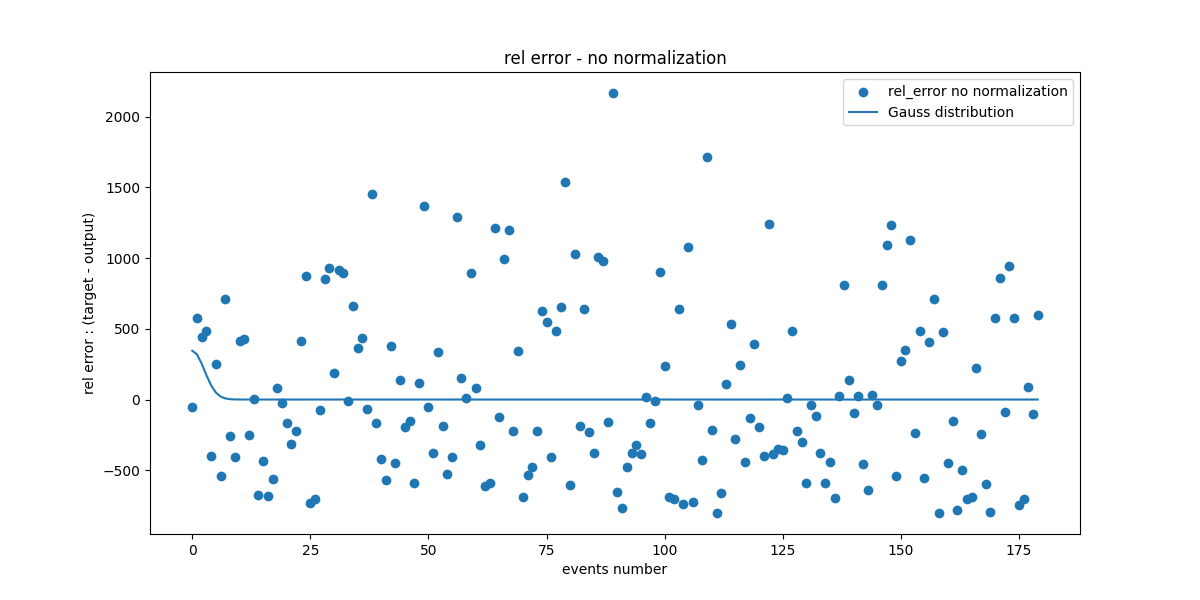 rel error - no normalization
rel_error no normalization
Gauss distribution
rel error : (target - output)
2000
1500
1000
500
0
−500
0 25 50 75 100 125 150 175
events number